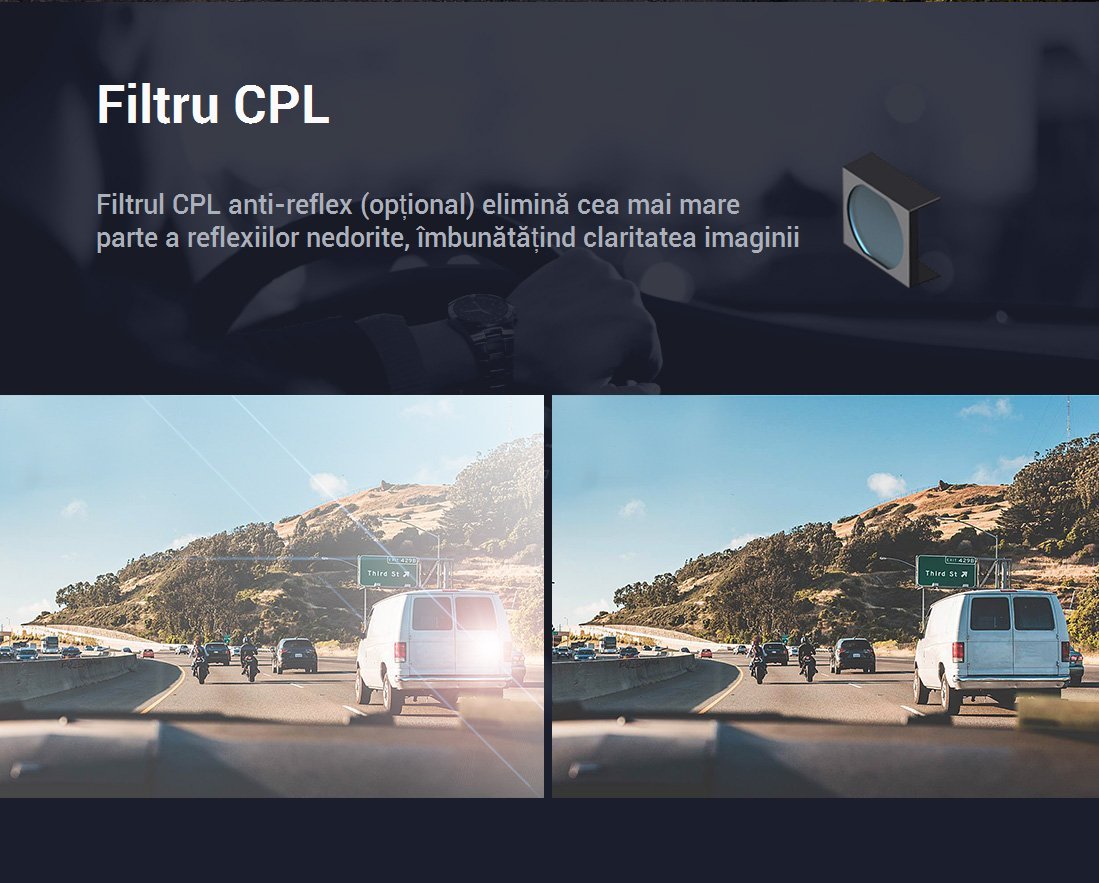 Filtru CPL
Filtrul CPL anti-reflex (opțional) elimină cea mai mare
parte a reflexiilor nedorite, îmbunătățind claritatea imaginii
EXIT 429B
Third St ↗
EXIT 429B
Third St ↗